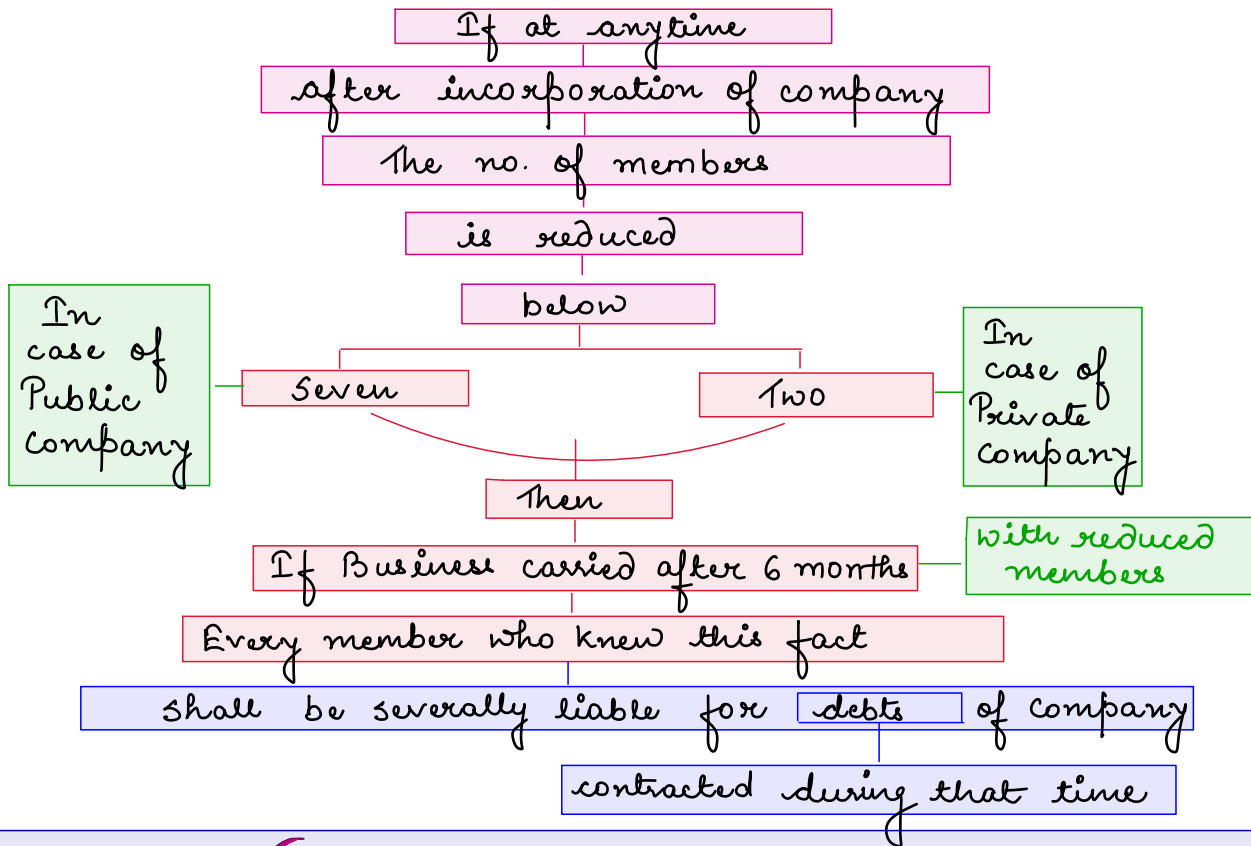 If at anytime
after incorporation of company
The no. of members
is reduced
below
In
case of
Public
company
Seven
Two
In
case of
Private
company
Then
If Business carried after 6 months
with reduced
members
Every member who knew this fact
shall be severally liable for debts of company
contracted during that time